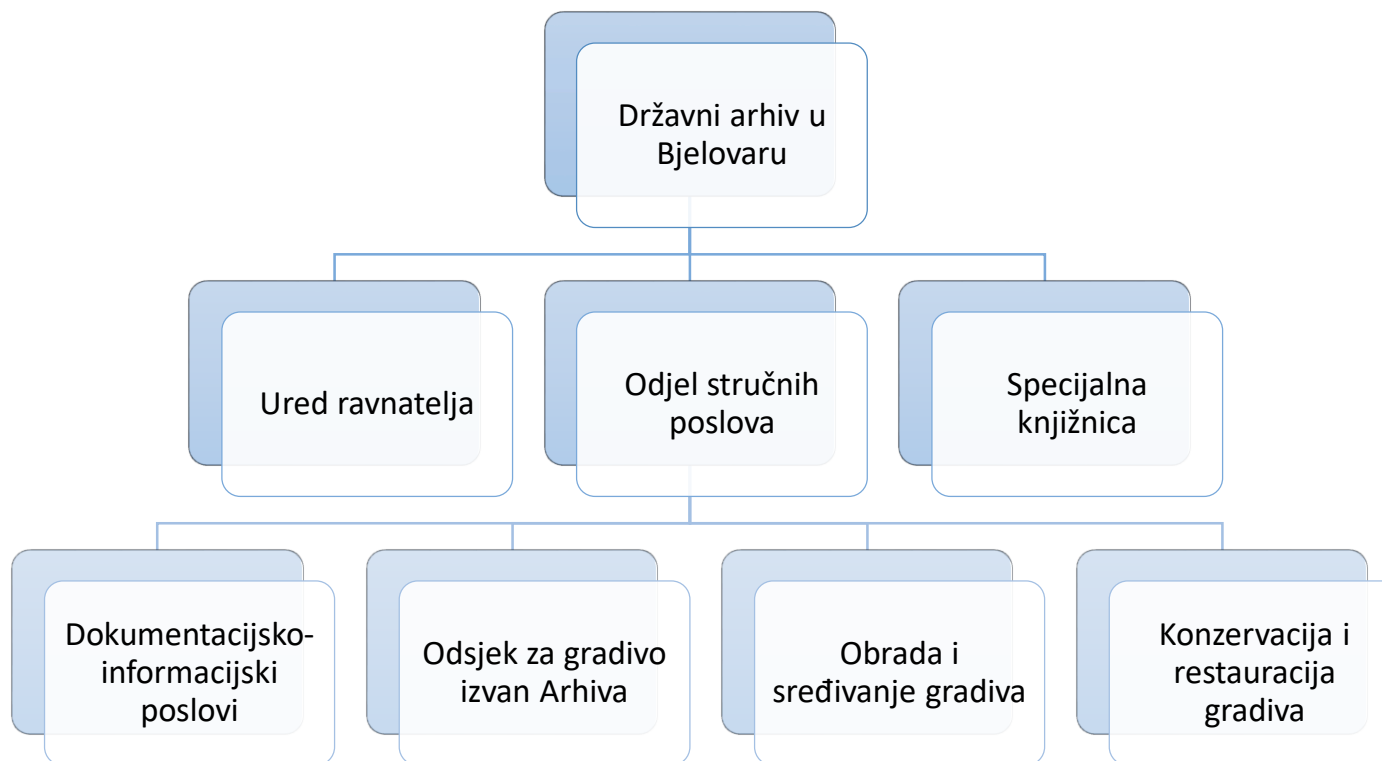 Državni arhiv u
Bjelovaru
Ured ravnatelja
Odjel stručnih
poslova
Specijalna
knjižnica
Dokumentacijsko-
informacijski
poslovi
Odsjek za gradivo
izvan Arhiva
Obrada i
sređivanje gradiva
Konzervacija i
restauracija
gradiva